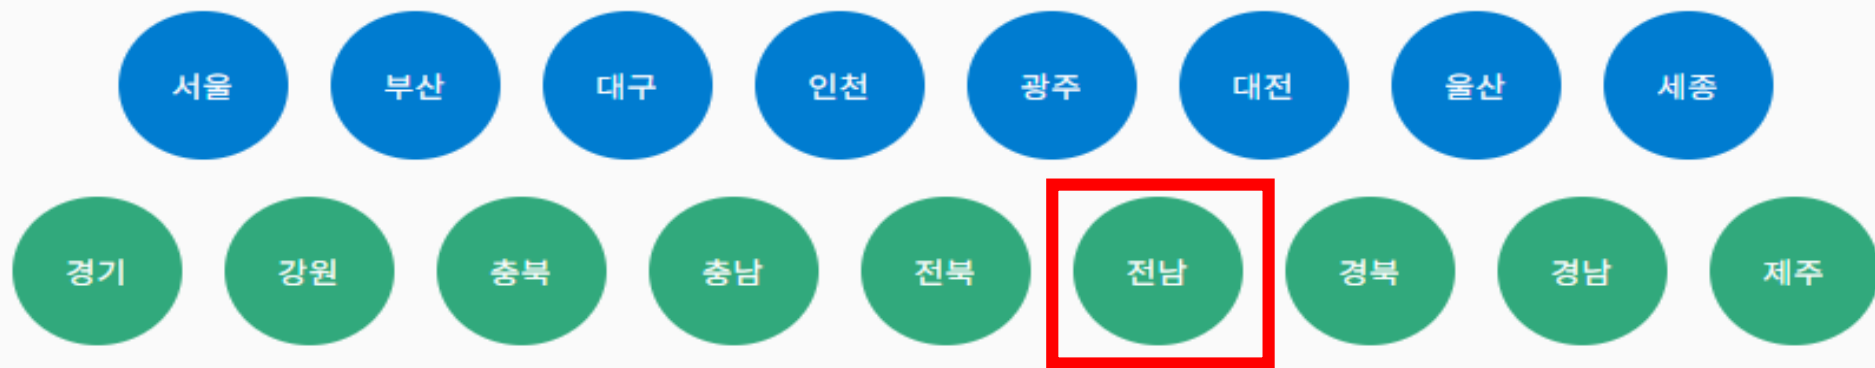 서울 부산 대구 인천 광주 대전 울산 세종
경기 강원 충북 충남 전북 전남 경북 경남 제주